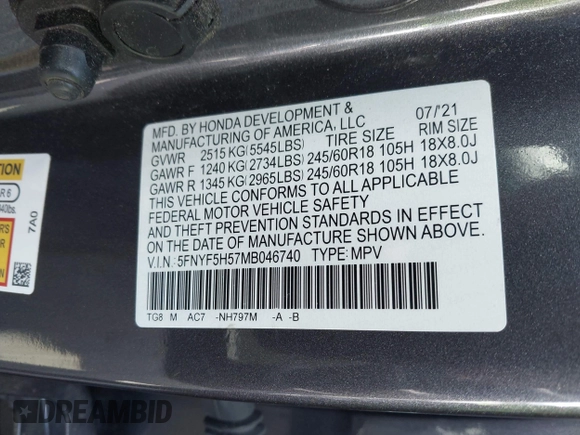 MFD. BY HONDA DEVELOPMENT & 07/'21
MANUFACTURING OF AMERICA, LLC
GVWR 2515 KG (5545LBS) TIRE SIZE RIM SIZE
GAWR F 1240 KG (2734LBS) 245/60R18 105H 18X8.0J
GAWR R 1345 KG (2965LBS) 245/60R18 105H 18X8.0J
THIS VEHICLE CONFORMS TO ALL APPLICABLE
FEDERAL MOTOR VEHICLE SAFETY
AND THEFT PREVENTION STANDARDS IN EFFECT
ON THE DATE OF MANUFACTURE SHOWN ABOVE.
V.I.N.: 5FNYF5H57MB046740 TYPE: MPV
TG8 M AC7 -NH797M -A -B
7A0
DREAMBID